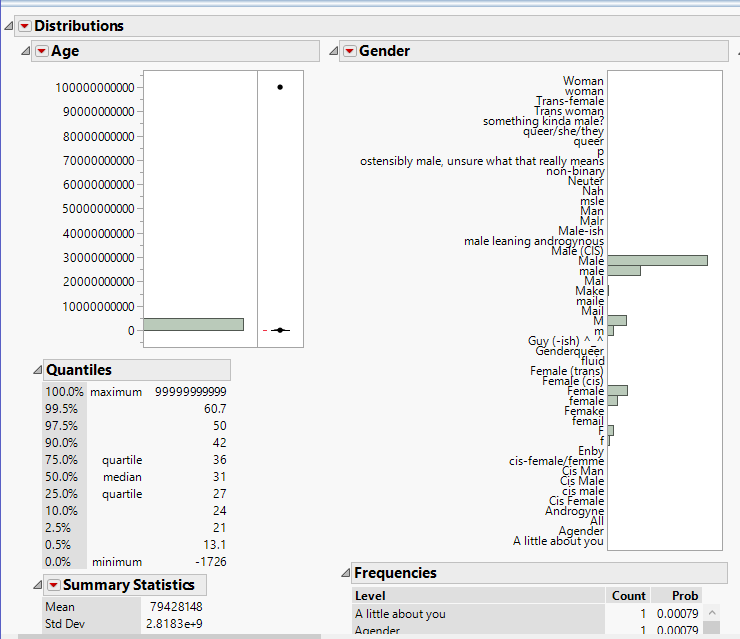 Distributions
Age
100000000000
90000000000
80000000000
70000000000
60000000000
50000000000
40000000000
30000000000
20000000000
10000000000
0
Quantiles
100.0% maximum 99999999999
99.5% 60.7
97.5% 50
90.0% 42
75.0% quartile 36
50.0% median 31
25.0% quartile 27
10.0% 24
2.5% 21
0.5% 13.1
0.0% minimum -1726
Summary Statistics
Mean 79428148
Std Dev 2.8183e+9
Gender
Woman
woman
Trans-female
Trans woman
something kinda male?
queer/she/they
queer
p
ostensibly male, unsure what that really means
non-binary
Neuter
Nah
msle
Man
Malr
Male-ish
male leaning androgynous
Male (CIS)
Male
male
Mal
Make
maile
Mail
M
m
Guy (-ish) ^_^
Genderqueer
fluid
Female (trans)
Female (cis)
Female
female
Femake
femail
F
f
Enby
cis-female/femme
Cis Man
Cis Male
cis male
Cis Female
Androgyne
All
Agender
A little about you
Frequencies
Level Count Prob
A little about you 1 0.00079
Agender 1 0.00079